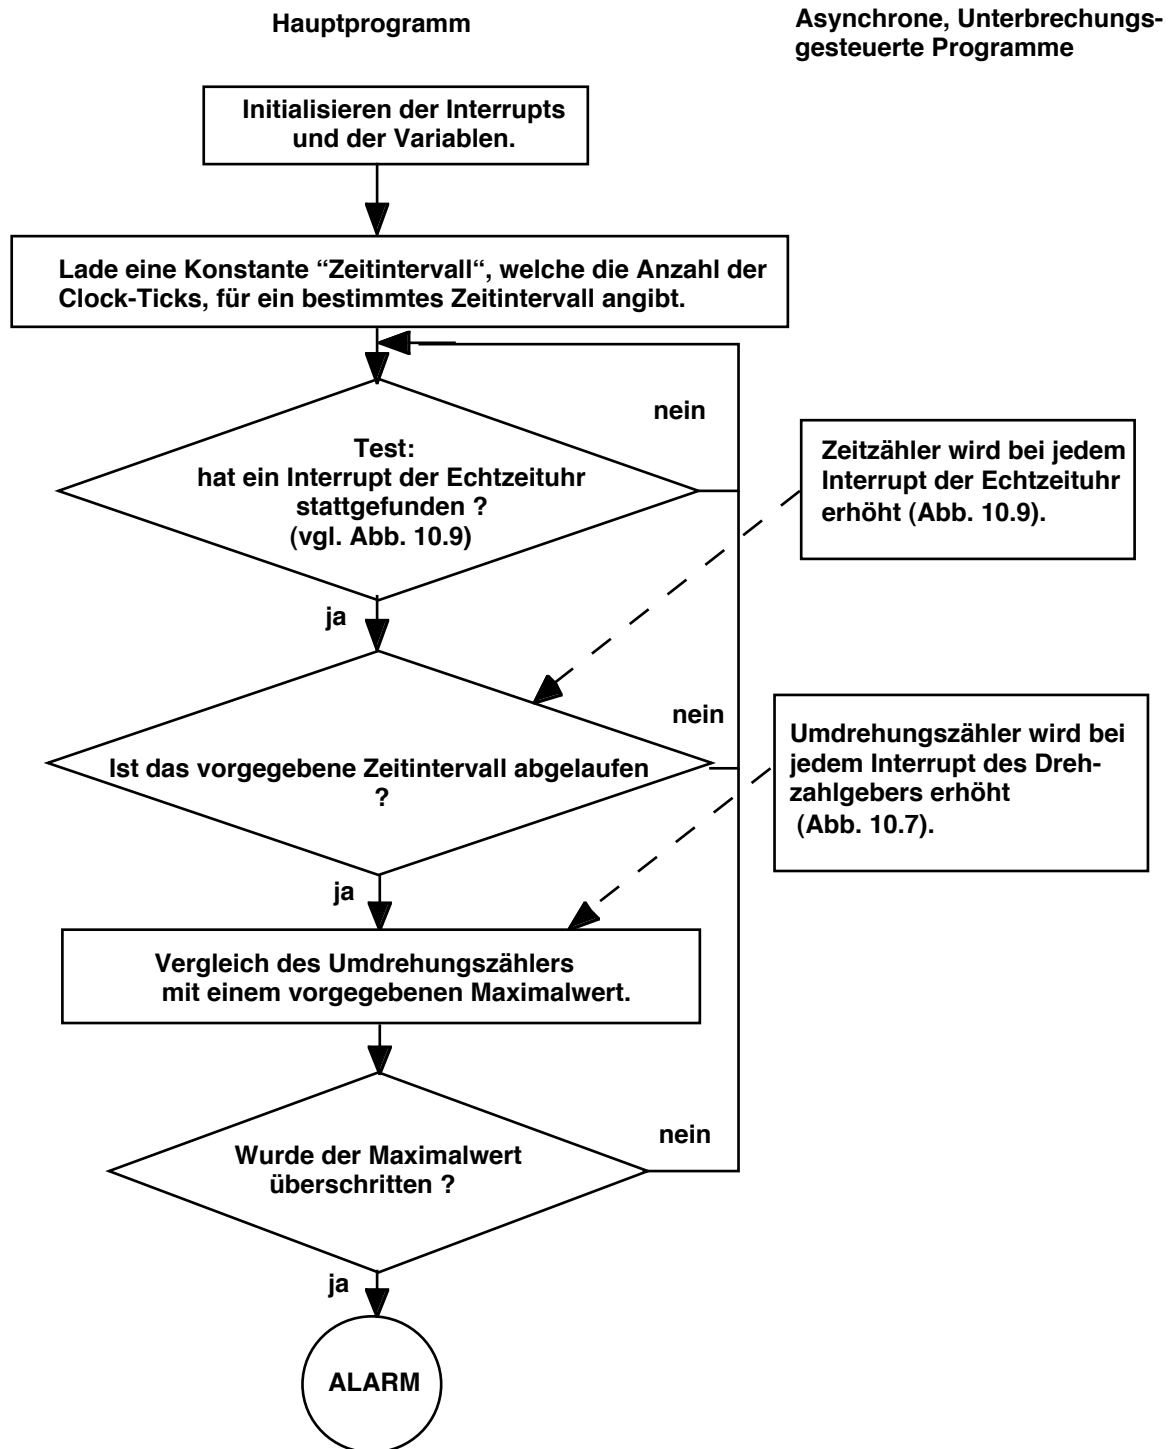 Hauptprogramm
Asynchrone, Unterbrechungs-
gesteuerte Programme
Initialisieren der Interrupts
und der Variablen.
Lade eine Konstante “Zeitintervall“, welche die Anzahl der
Clock-Ticks, für ein bestimmtes Zeitintervall angibt.
nein
Test:
hat ein Interrupt der Echtzeituhr
stattgefunden ?
(vgl. Abb. 10.9)
Zeitzähler wird bei jedem
Interrupt der Echtzeituhr
erhöht (Abb. 10.9).
ja
nein
Ist das vorgegebene Zeitintervall abgelaufen
?
Umdrehungszähler wird bei
jedem Interrupt des Dreh-
zahlgebers erhöht
(Abb. 10.7).
ja
Vergleich des Umdrehungszählers
mit einem vorgegebenen Maximalwert.
nein
Wurde der Maximalwert
überschritten ?
ja
ALARM